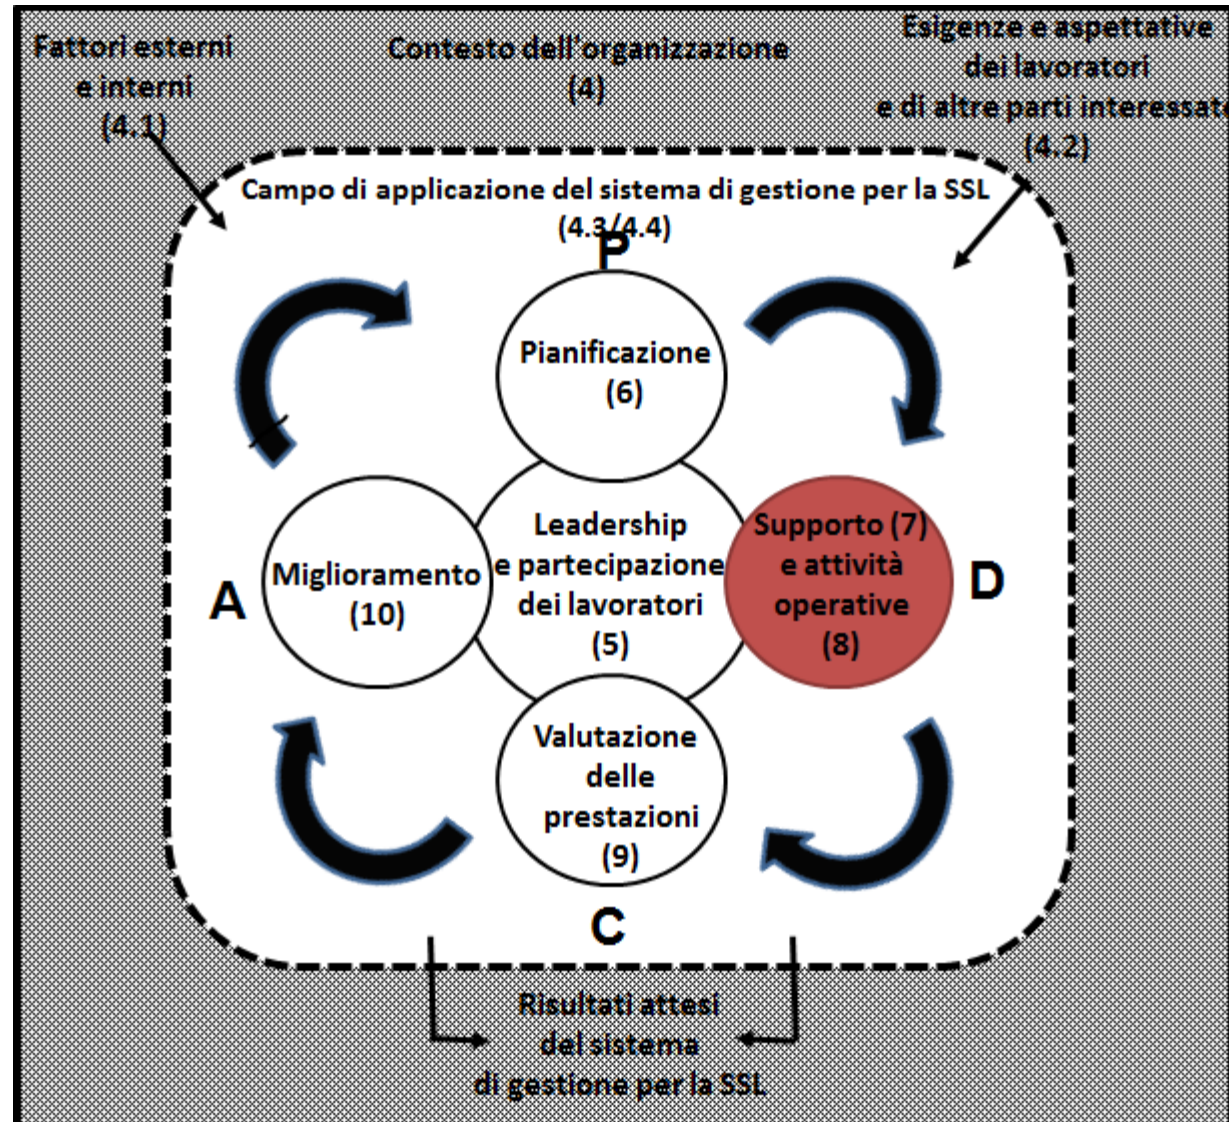 Fattori esterni
e interni
(4.1)
Contesto dell'organizzazione
(4)
Esigenze e aspettative
dei lavoratori
e di altre parti interessate
(4.2)
Campo di applicazione del sistema di gestione per la SSL
(4.3/4.4)
P
Pianificazione
(6)
Leadership
e partecipazione
dei lavoratori
(5)
Supporto (7)
e attività
operative
(8)
D
A
Miglioramento
(10)
Valutazione
delle
prestazioni
(9)
C
Risultati attesi
del sistema
di gestione per la SSL